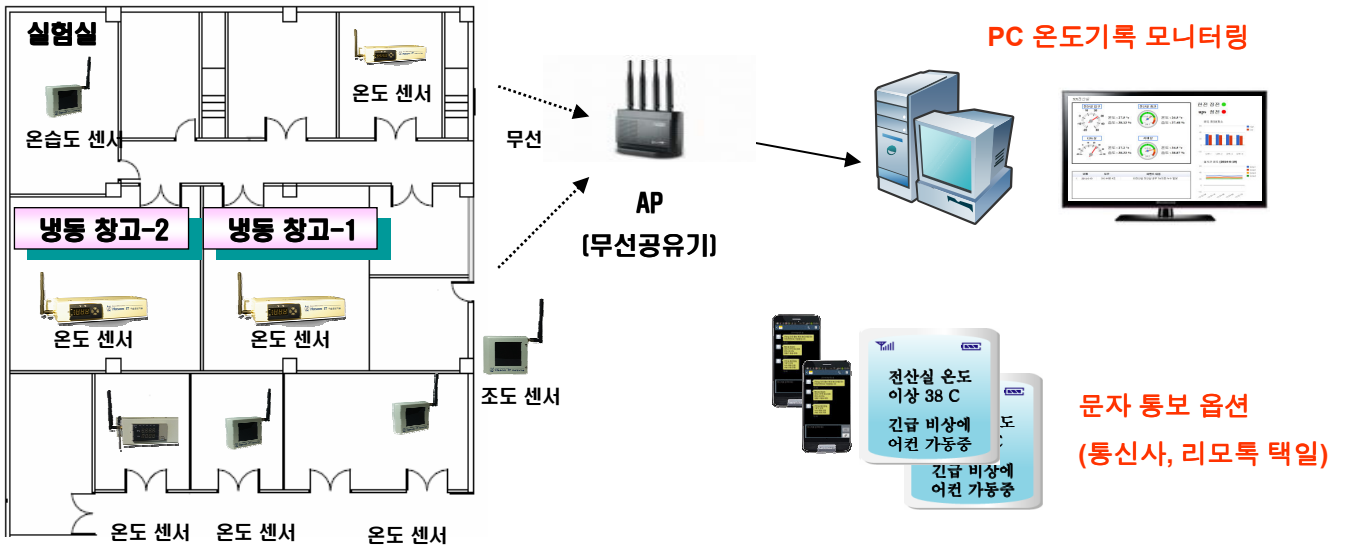 실험실
온습도 센서
온도 센서
냉동 창고-2
냉동 창고-1
온도 센서
온도 센서
조도 센서
온도 센서
온도 센서
온도 센서
무선
AP
(무선공유기)
PC 온도기록 모니터링
전산실 온도
이상 38 C
긴급 비상에
어컨 가동중
도
C
긴급 비상에
어컨 가동중
문자 통보 옵션
(통신사, 리모톡 택일)